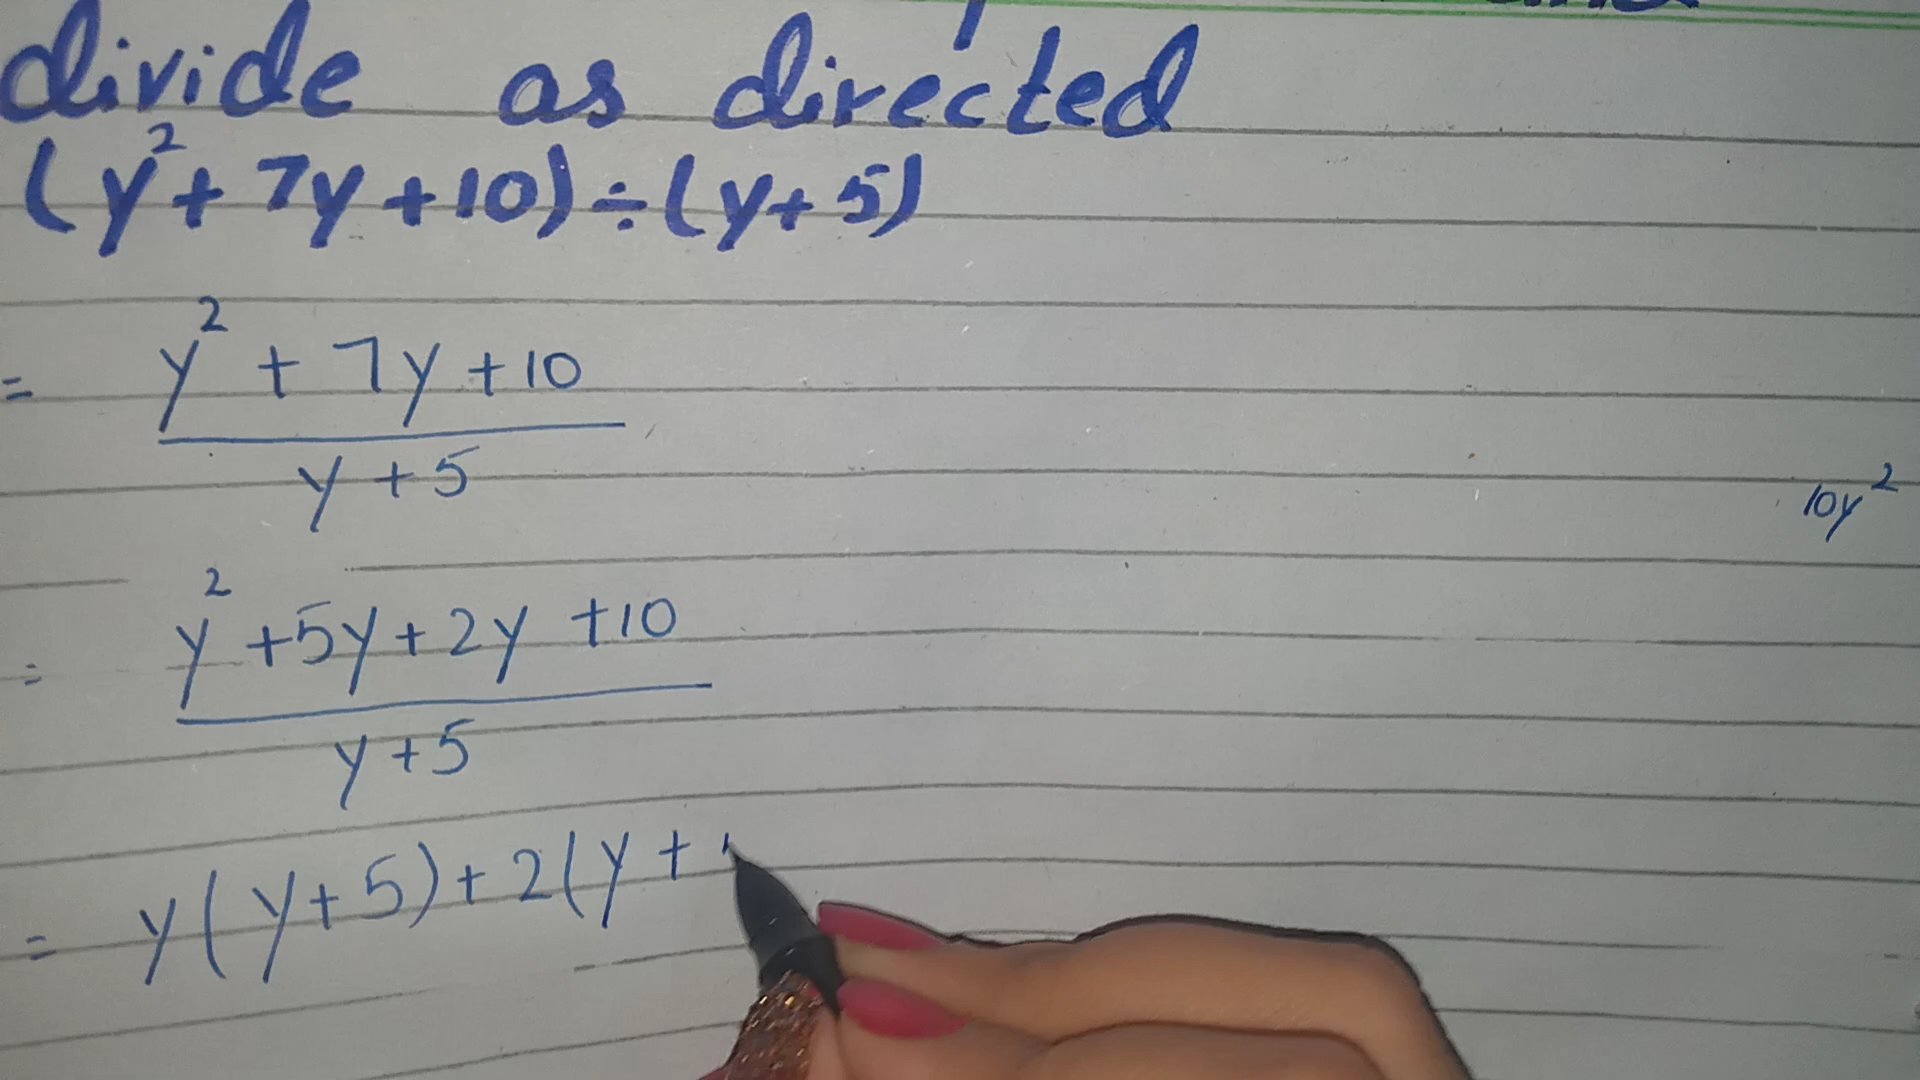 divide as directed
(y²+7y+10)÷(y+5)
= y² + 7y + 10
y + 5
10y²
= y² +5y+2y +10
y+5
= y(y+5)+2(y +